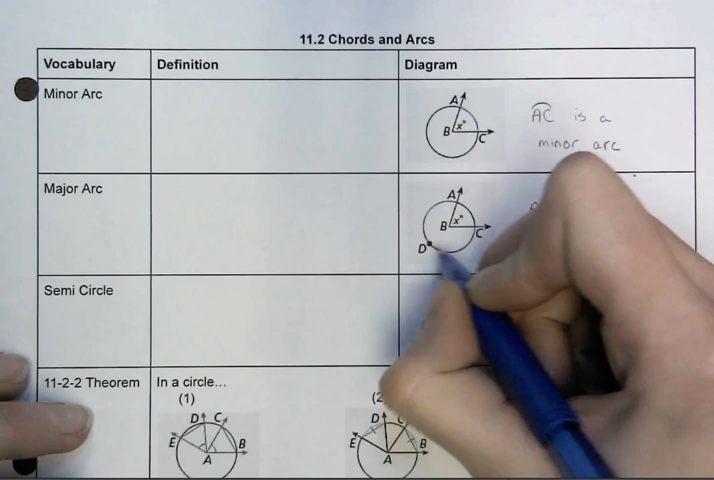 11.2 Chords and Arcs
Vocabulary Definition Diagram
Minor Arc
A
B x° C
AC is a
minor arc
Major Arc
A
B x° C
D
Semi Circle
11-2-2 Theorem In a circle...
(1) (2
D C
E B
A
D C
E B
A